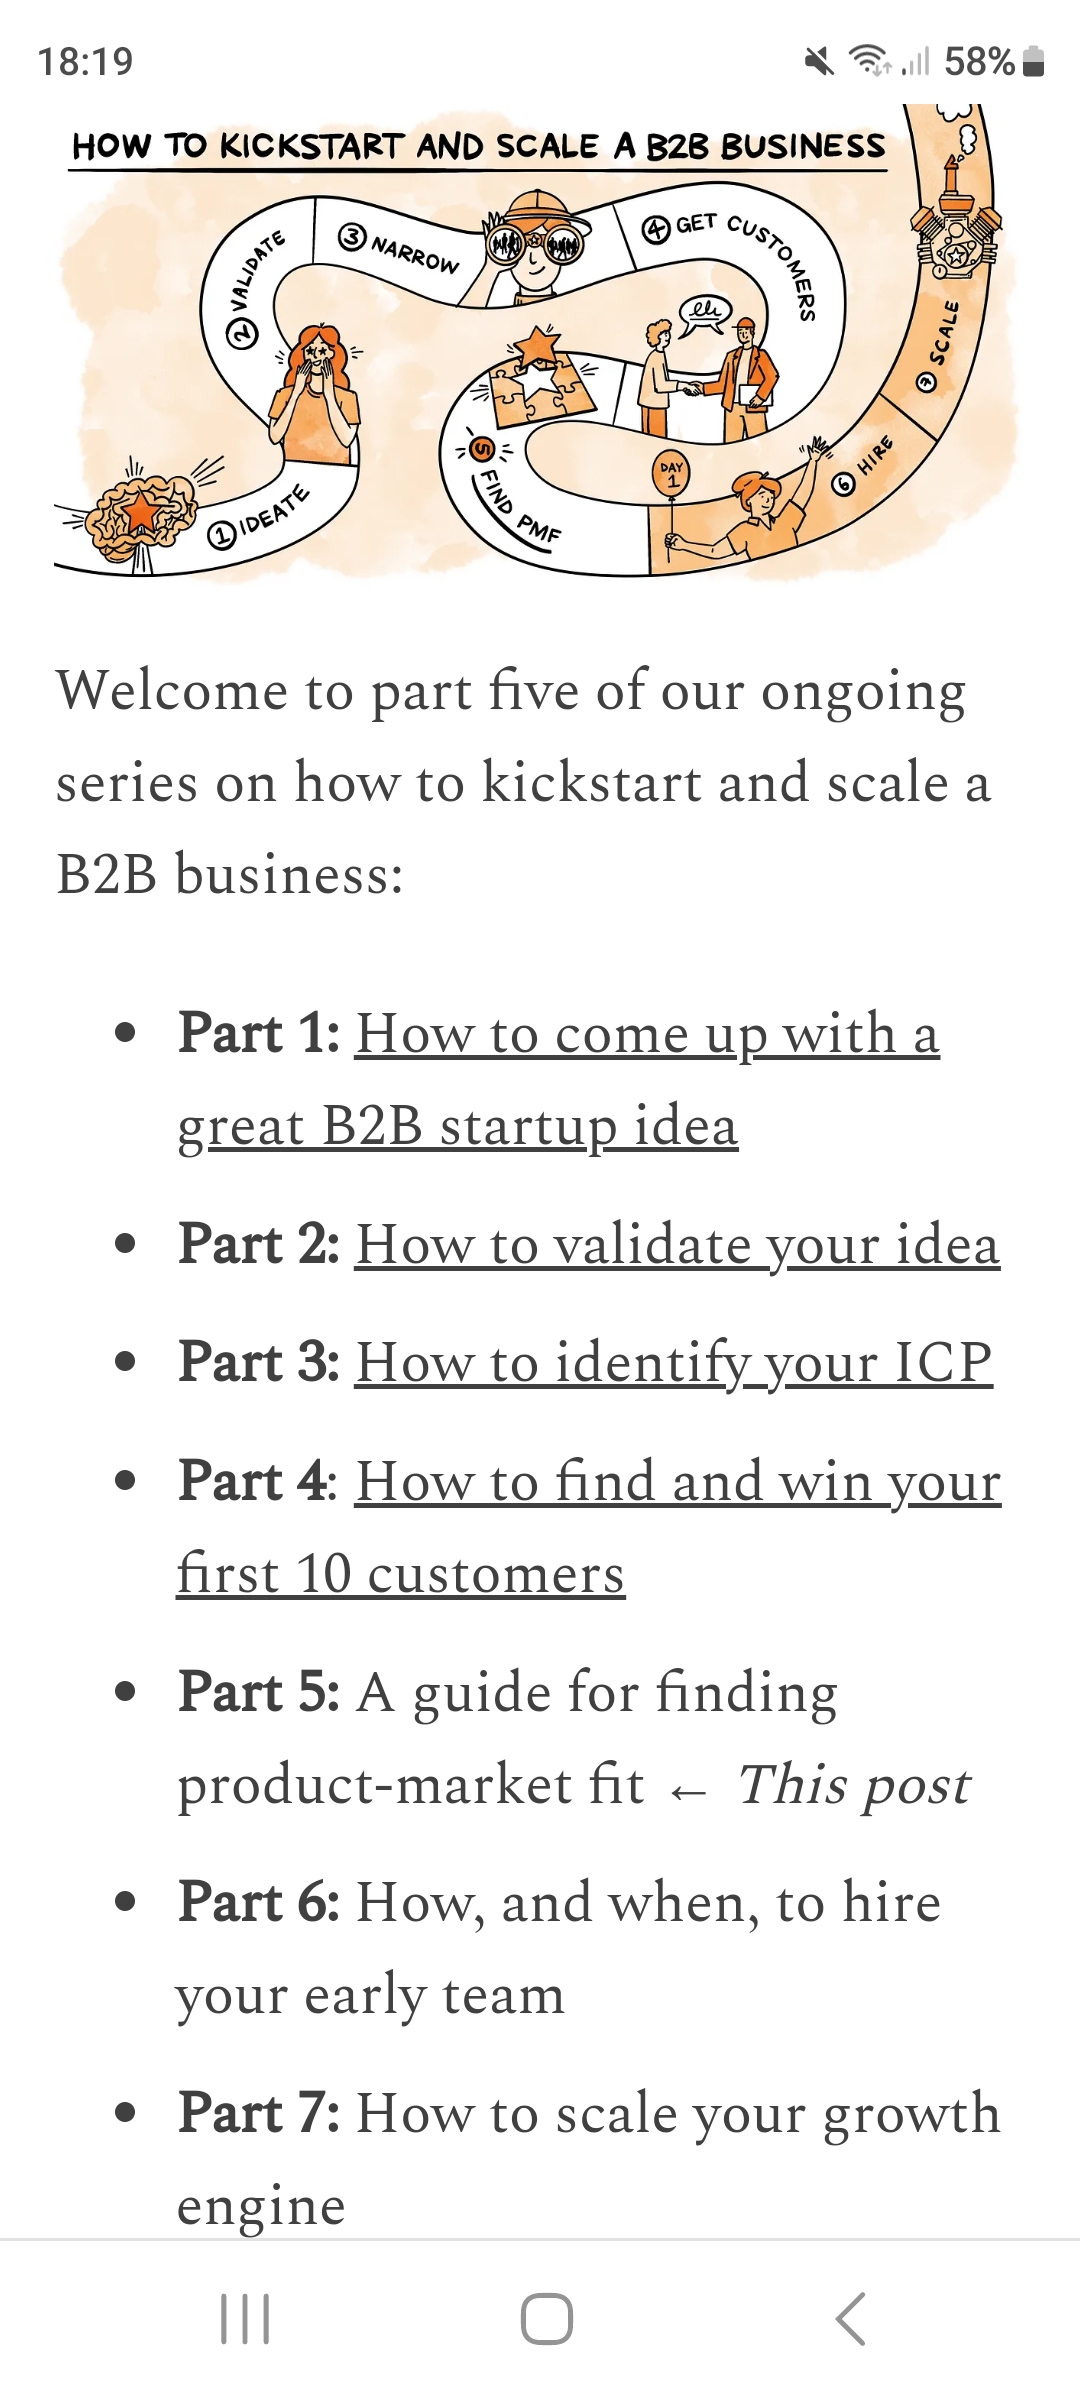 18:19
58%
HOW TO KICKSTART AND SCALE A B2B BUSINESS
1 IDEATE
2 VALIDATE
3 NARROW
4 GET CUSTOMERS
5 FIND PMF
DAY
1
6 HIRE
7 SCALE
Welcome to part five of our ongoing
series on how to kickstart and scale a
B2B business:
• Part 1: How to come up with a
great B2B startup idea
• Part 2: How to validate your idea
• Part 3: How to identify your ICP
• Part 4: How to find and win your
first 10 customers
• Part 5: A guide for finding
product-market fit ← This post
• Part 6: How, and when, to hire
your early team
• Part 7: How to scale your growth
engine